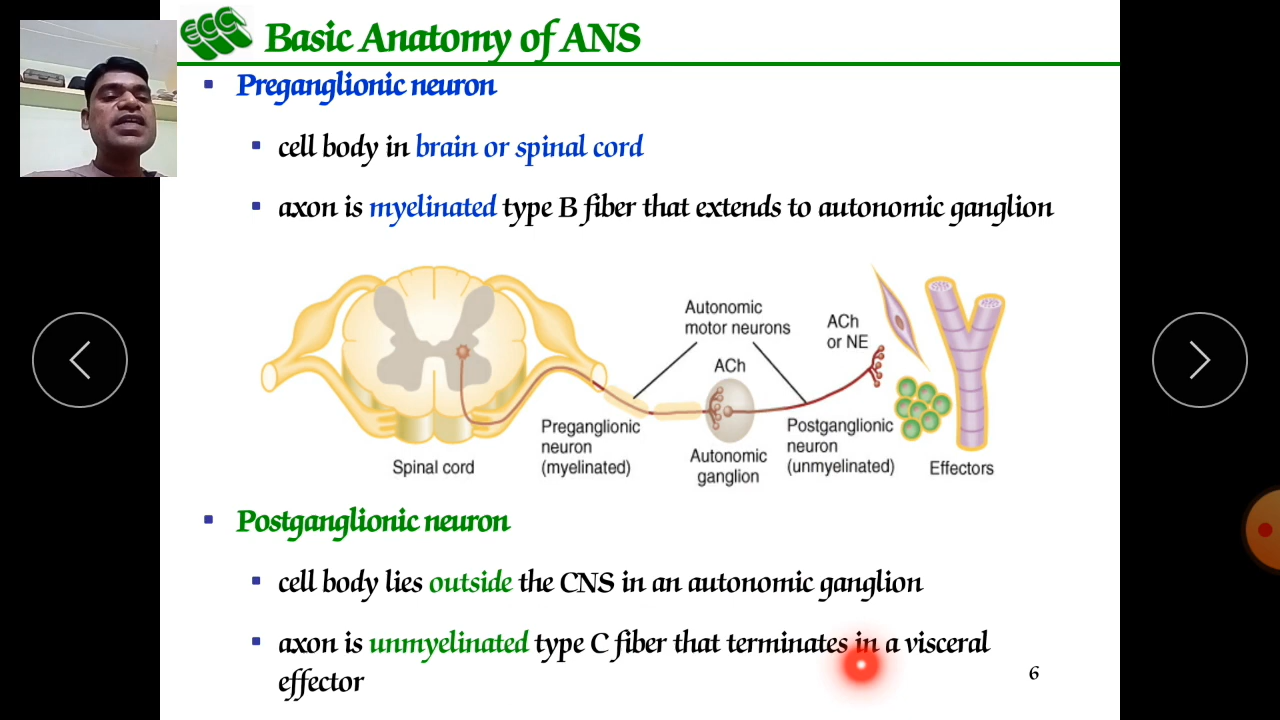 ECG
Basic Anatomy of ANS
Preganglionic neuron
cell body in brain or spinal cord
axon is myelinated type B fiber that extends to autonomic ganglion
Autonomic
motor neurons
ACh
or NE
ACh
Preganglionic
neuron
(myelinated)
Postganglionic
neuron
(unmyelinated)
Autonomic
ganglion
Spinal cord
Effectors
Postganglionic neuron
cell body lies outside the CNS in an autonomic ganglion
axon is unmyelinated type C fiber that terminates in a visceral
effector
6